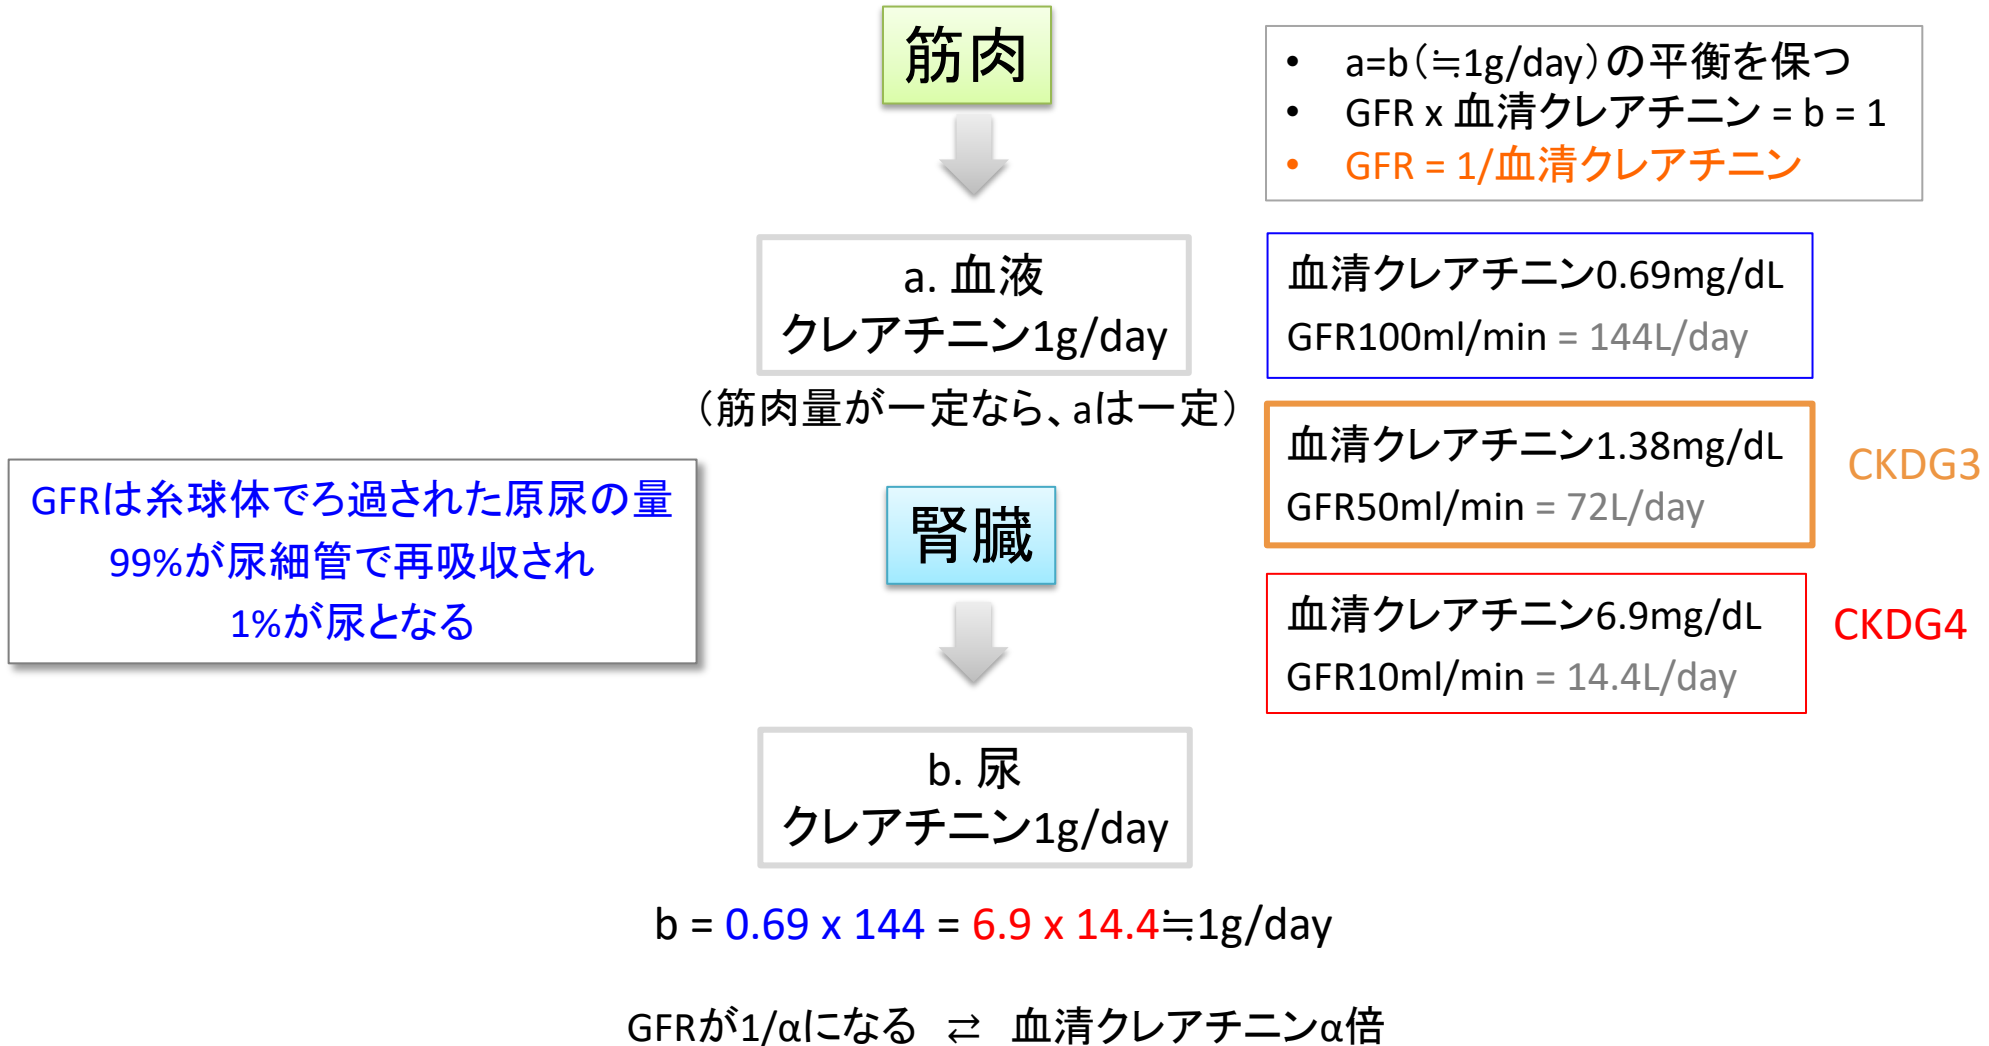 筋肉
• a=b(≒1g/day)の平衡を保つ
• GFR x 血清クレアチニン = b = 1
• GFR = 1/血清クレアチニン
a. 血液
クレアチニン1g/day
(筋肉量が一定なら、aは一定)
血清クレアチニン0.69mg/dL
GFR100ml/min = 144L/day
血清クレアチニン1.38mg/dL
GFR50ml/min = 72L/day
CKDG3
GFRは糸球体でろ過された原尿の量
99%が尿細管で再吸収され
1%が尿となる
腎臓
血清クレアチニン6.9mg/dL
GFR10ml/min = 14.4L/day
CKDG4
b. 尿
クレアチニン1g/day
b = 0.69 x 144 = 6.9 x 14.4≒1g/day
GFRが1/αになる ⇄ 血清クレアチニンα倍